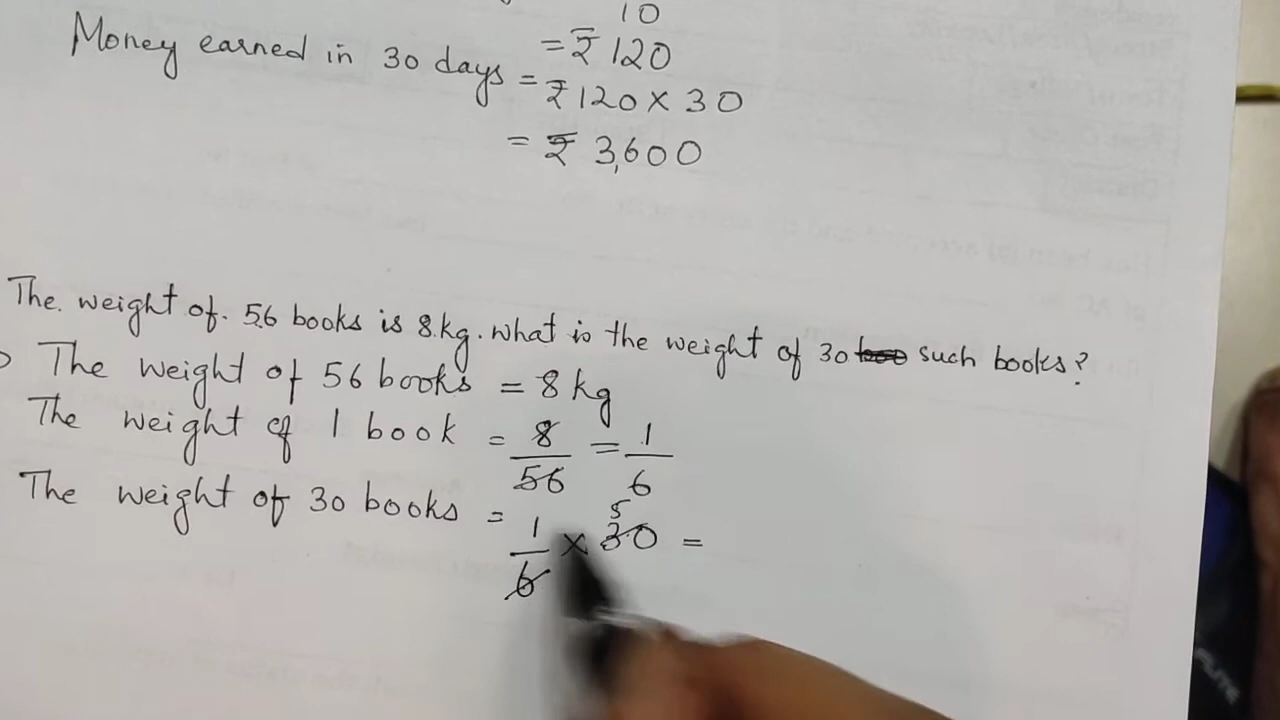 10
= ₹ 120
Money earned in 30 days = ₹ 120 × 30
= ₹ 3,600
The weight of 56 books is 8 kg. what is the weight of 30 such books?
The weight of 56 books = 8 kg
The weight of 1 book = 8/56 = 1/6
The weight of 30 books = 1/6 × 30 =
5